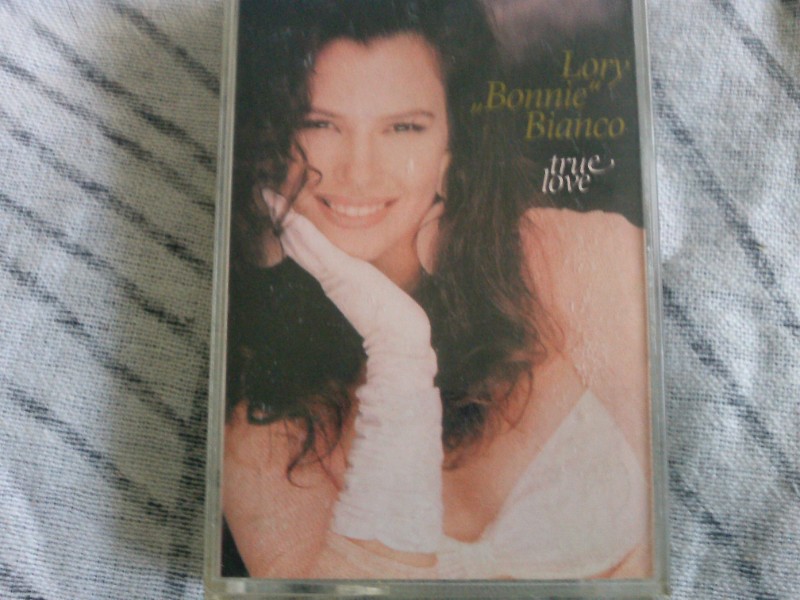 Lory
„Bonnie“
Bianco
true
love